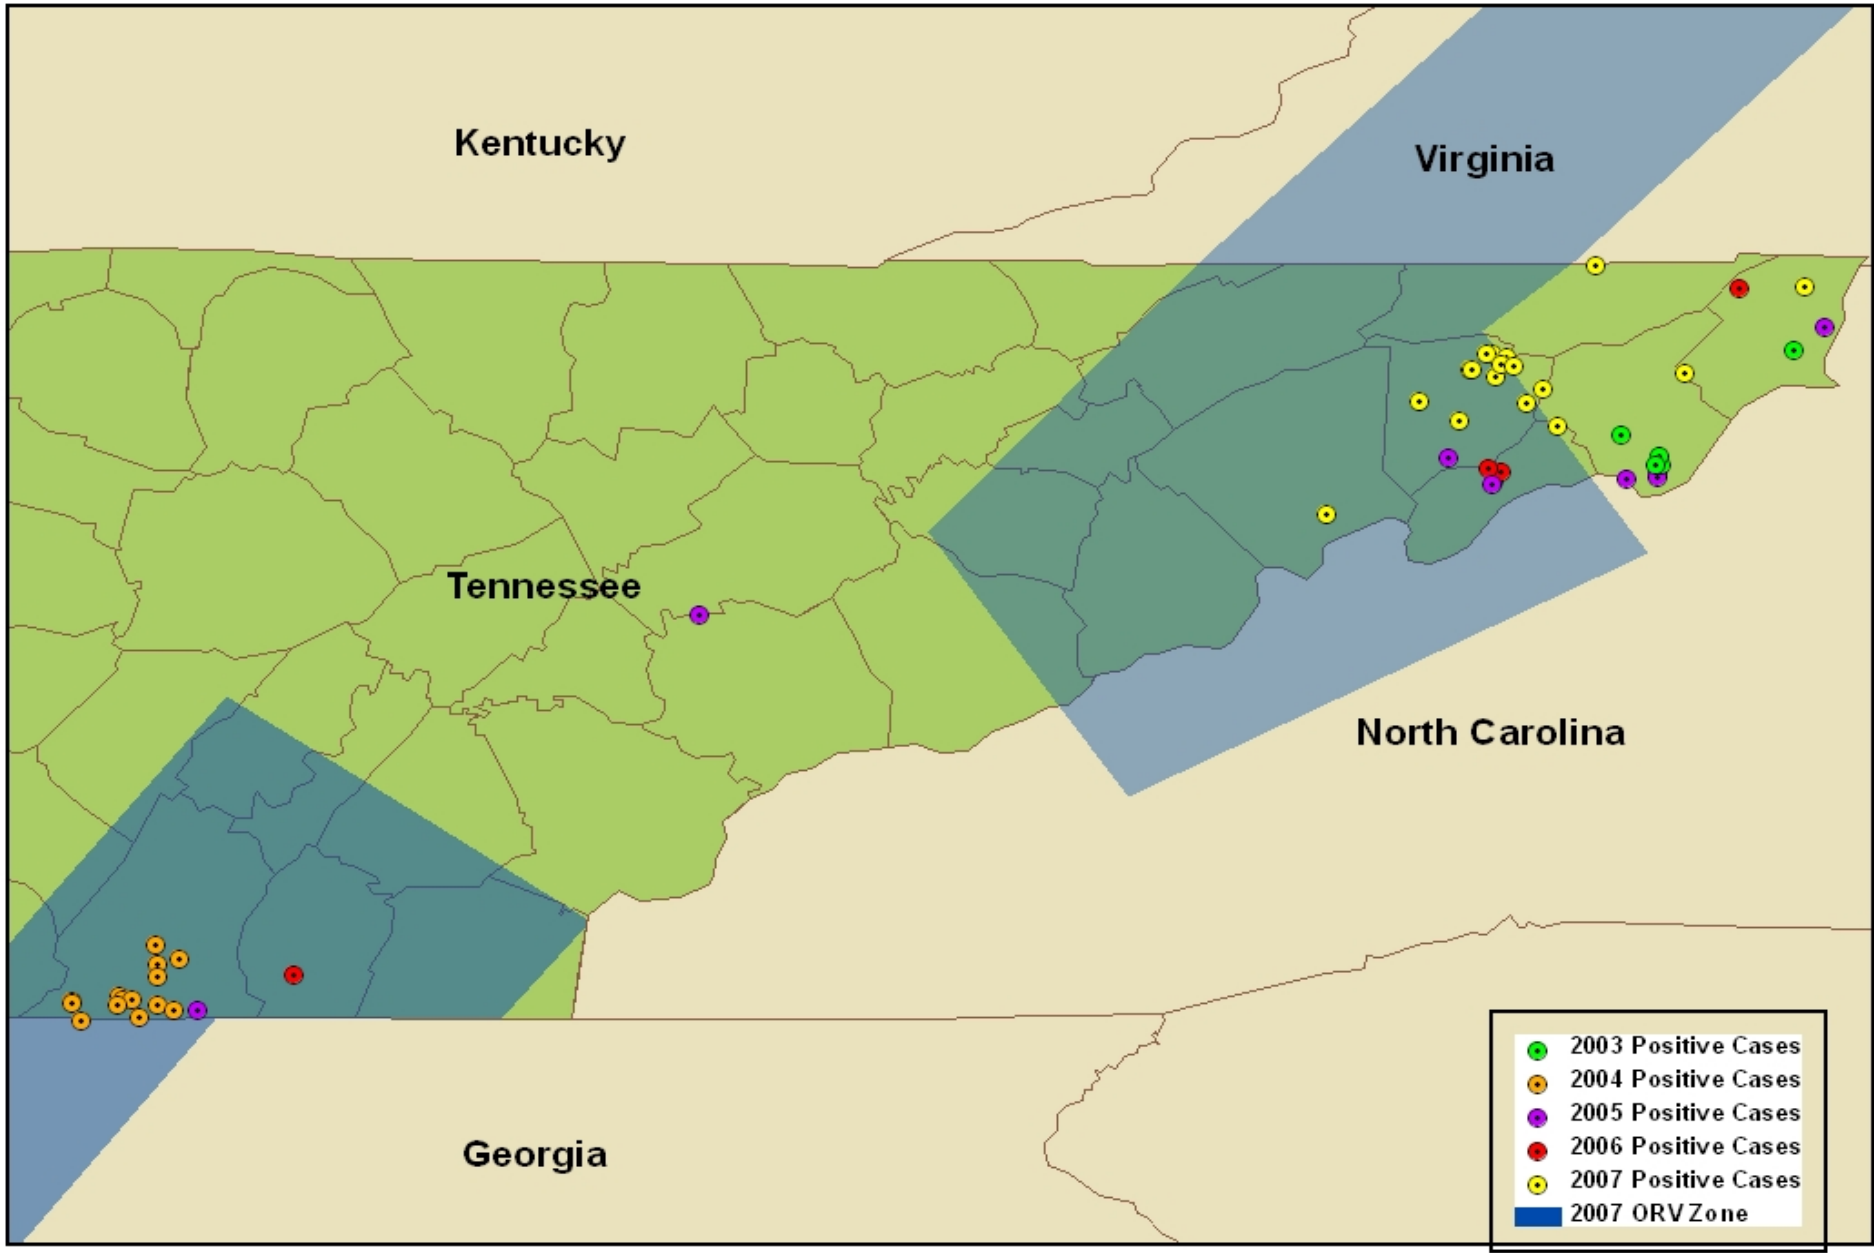 Kentucky
Virginia
Tennessee
North Carolina
Georgia
2003 Positive Cases
2004 Positive Cases
2005 Positive Cases
2006 Positive Cases
2007 Positive Cases
2007 ORV Zone